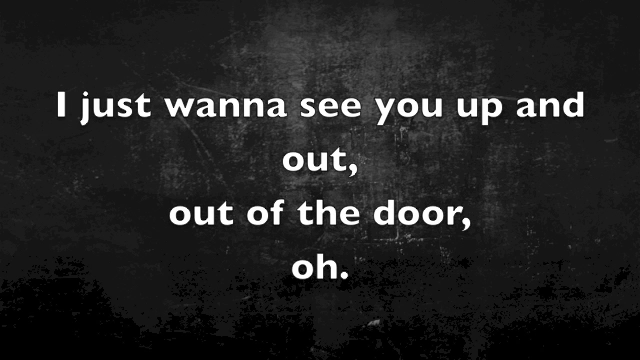 I just wanna see you up and
out,
out of the door,
oh.